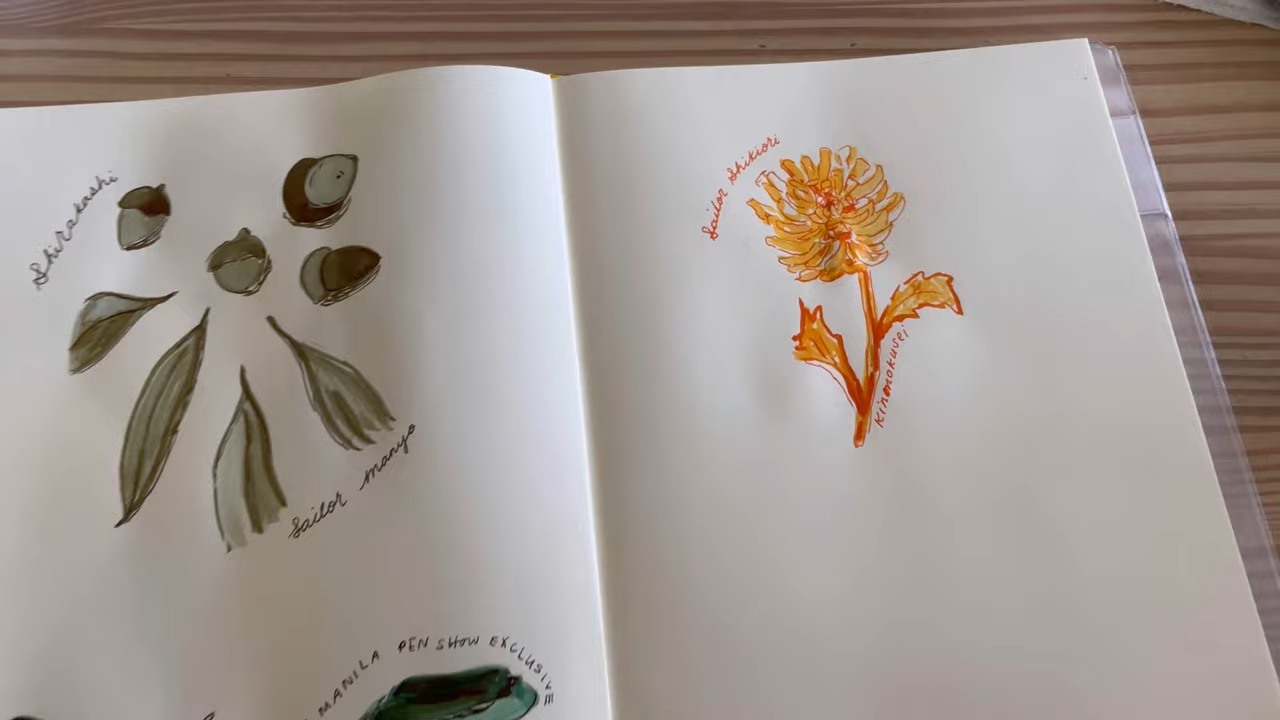 Shirakashi
Sailor Manyo
MANILA PEN SHOW EXCLUSIVE
Sailor Shikiori
Kinmokusei